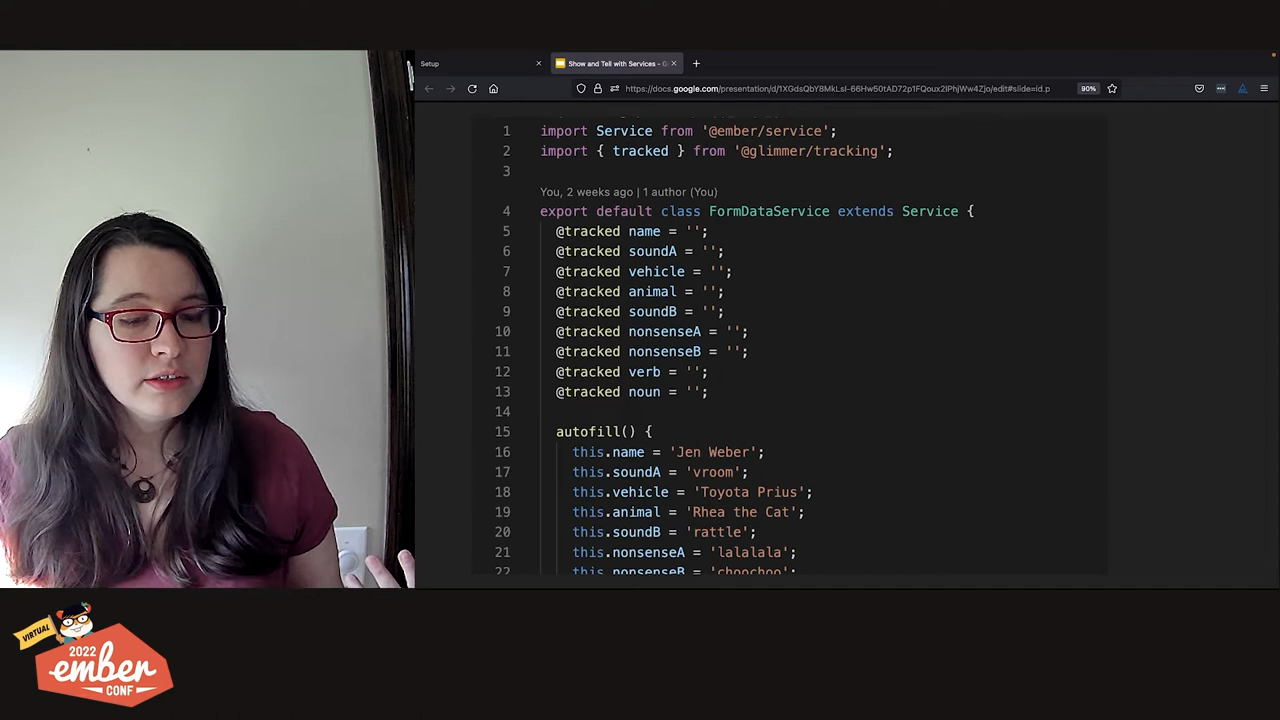 Setup
Show and Tell with Services - G
https://docs.google.com/presentation/d/1XGdsQbY8MkLsI-66Hw50tAD72p1FQoux2lPhjWw4Zjo/edit#slide=id.p
90%
1 import Service from '@ember/service';
2 import { tracked } from '@glimmer/tracking';
3
You, 2 weeks ago | 1 author (You)
4 export default class FormDataService extends Service {
5 @tracked name = '';
6 @tracked soundA = '';
7 @tracked vehicle = '';
8 @tracked animal = '';
9 @tracked soundB = '';
10 @tracked nonsenseA = '';
11 @tracked nonsenseB = '';
12 @tracked verb = '';
13 @tracked noun = '';
14
15 autofill() {
16 this.name = 'Jen Weber';
17 this.soundA = 'vroom';
18 this.vehicle = 'Toyota Prius';
19 this.animal = 'Rhea the Cat';
20 this.soundB = 'rattle';
21 this.nonsenseA = 'lalalala';
22 this.nonsenseB = 'choochoo';
VIRTUAL
2022
ember
CONF